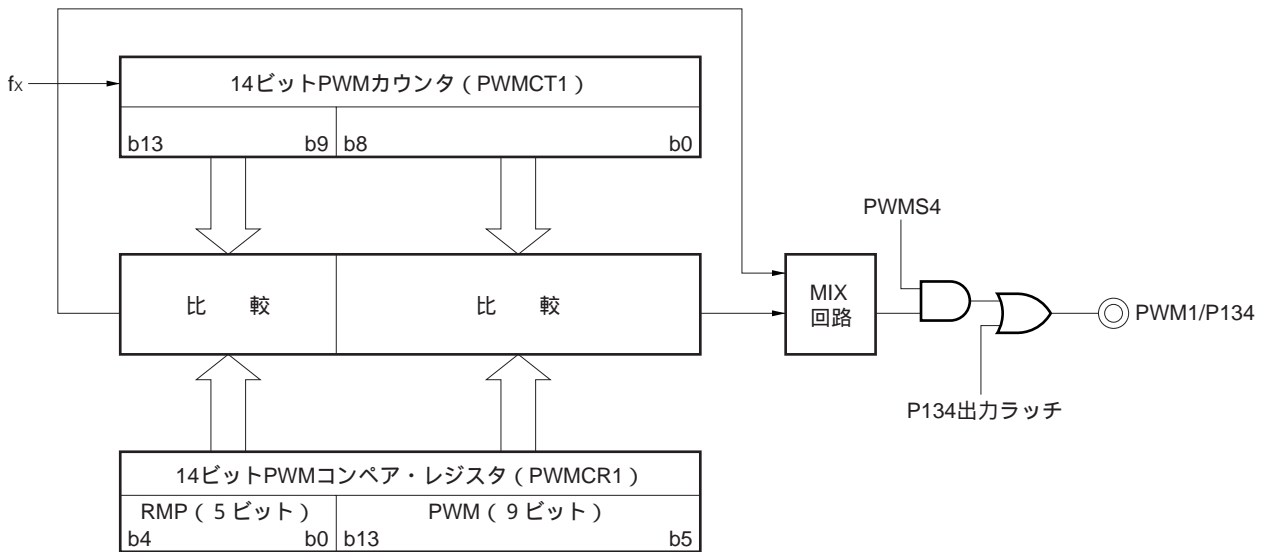 fX
14ビットPWMカウンタ（PWMCT1）
b13 b9 b8 b0
PWMS4
比 較 比 較
MIX
回路
PWM1/P134
P134出力ラッチ
14ビットPWMコンペア・レジスタ（PWMCR1）
RMP（５ビット） PWM（９ビット）
b4 b0 b13 b5